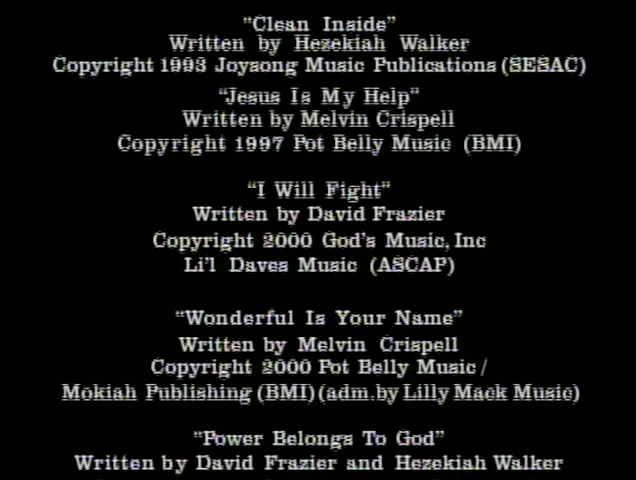 "Clean Inside"
Written by Hezekiah Walker
Copyright 1993 Joysong Music Publications (SESAC)
"Jesus Is My Help"
Written by Melvin Crispell
Copyright 1997 Pot Belly Music (BMI)
"I Will Fight"
Written by David Frazier
Copyright 2000 God's Music, Inc
Li'l Daves Music (ASCAP)
"Wonderful Is Your Name"
Written by Melvin Crispell
Copyright 2000 Pot Belly Music /
Mokiah Publishing (BMI) (adm. by Lilly Mack Music)
"Power Belongs To God"
Written by David Frazier and Hezekiah Walker